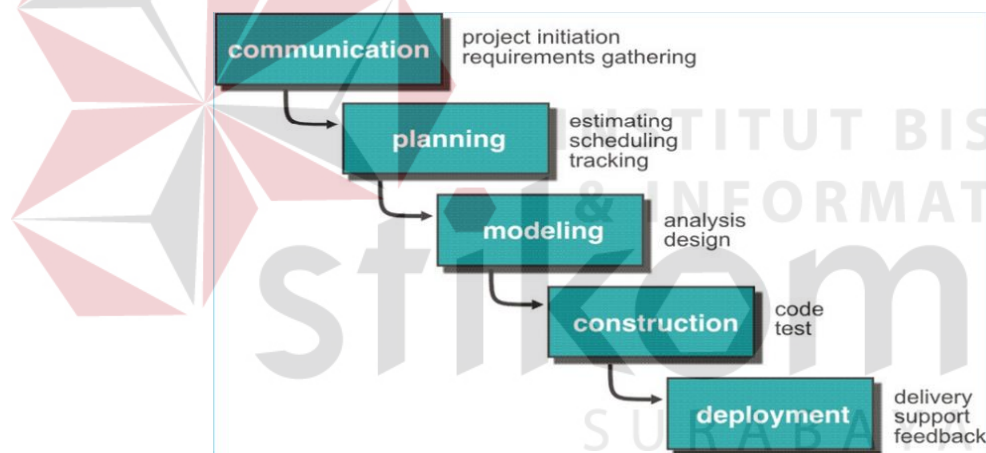 communication
project initiation
requirements gathering
planning
estimating
scheduling
tracking
modeling
analysis
design
construction
code
test
deployment
delivery
support
feedback
INSTITUT BIS
& INFORMAT
stikom
SURABAYA